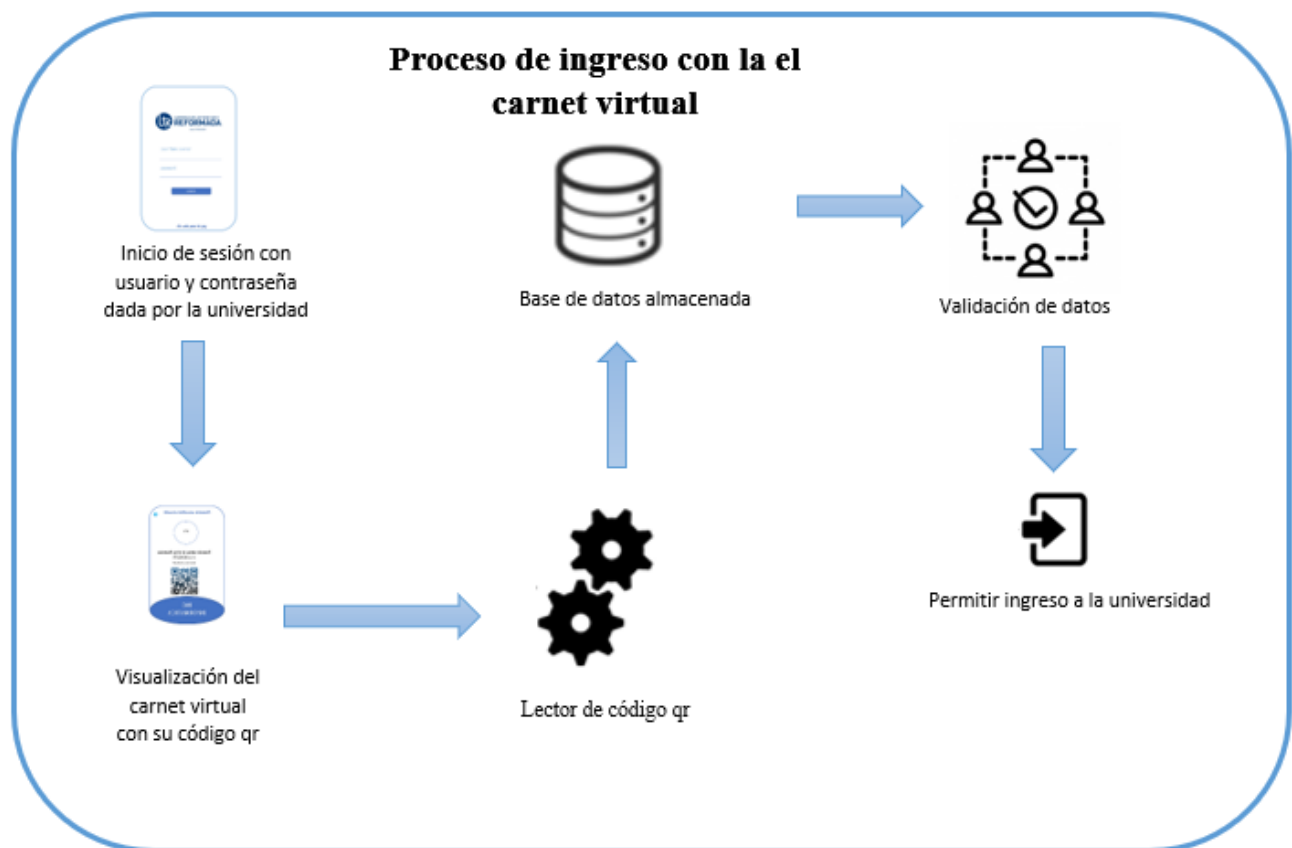 Proceso de ingreso con la el
carnet virtual
REFORMADA
Inicio de sesión con
usuario y contraseña
dada por la universidad
Base de datos almacenada
Validación de datos
Visualización del
carnet virtual
con su código qr
Lector de código qr
Permitir ingreso a la universidad